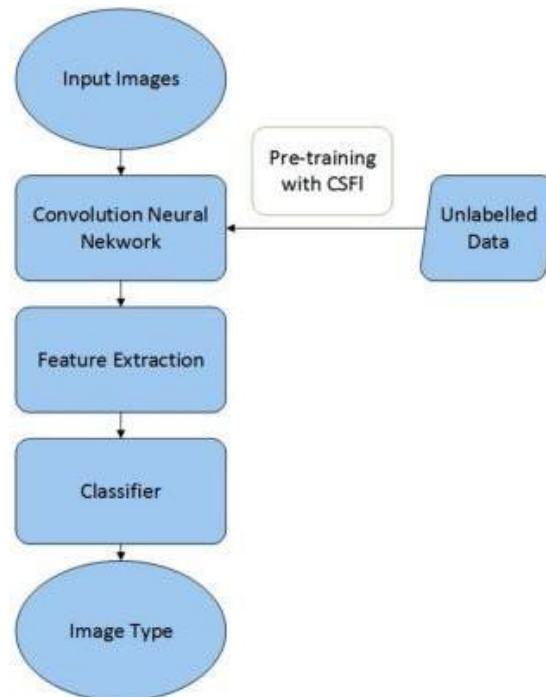 Input Images
Pre-training
with CSFI
Convolution Neural
Nekwork
Unlabelled
Data
Feature Extraction
Classifier
Image Type